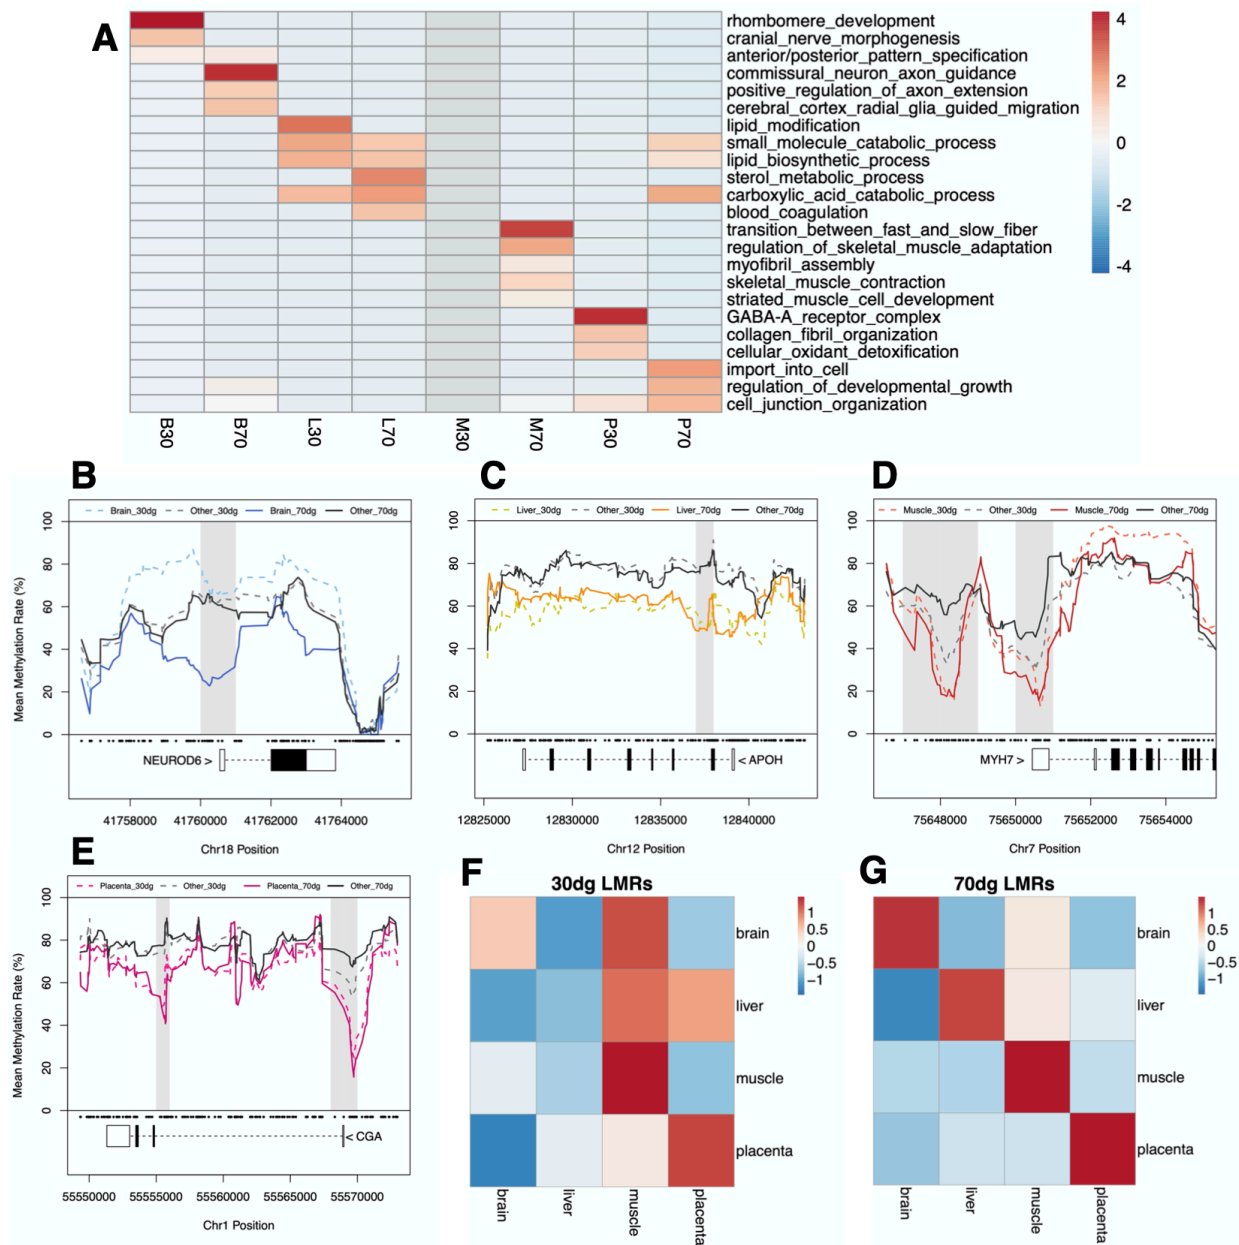 A
rhombomere_development
cranial_nerve_morphogenesis
anterior/posterior_pattern_specification
commissural_neuron_axon_guidance
positive_regulation_of_axon_extension
cerebral_cortex_radial_glia_guided_migration
lipid_modification
small_molecule_catabolic_process
lipid_biosynthetic_process
sterol_metabolic_process
carboxylic_acid_catabolic_process
blood_coagulation
transition_between_fast_and_slow_fiber
regulation_of_skeletal_muscle_adaptation
myofibril_assembly
skeletal_muscle_contraction
striated_muscle_cell_development
GABA-A_receptor_complex
collagen_fibril_organization
cellular_oxidant_detoxification
import_into_cell
regulation_of_developmental_growth
cell_junction_organization
4
2
0
-2
-4
B30 B70 L30 L70 M30 M70 P30 P70
B
Brain_30dg Other_30dg Brain_70dg Other_70dg
Mean Methylation Rate (%)
100
80
60
40
20
0
NEUROD6 >
41758000 41760000 41762000 41764000
Chr18 Position
C
Liver_30dg Other_30dg Liver_70dg Other_70dg
100
80
60
40
20
0
< APOH
12825000 12830000 12835000 12840000
Chr12 Position
D
Muscle_30dg Other_30dg Muscle_70dg Other_70dg
100
80
60
40
20
0
MYH7 >
75648000 75650000 75652000 75654000
Chr7 Position
E
Placenta_30dg Other_30dg Placenta_70dg Other_70dg
Mean Methylation Rate (%)
100
80
60
40
20
0
< CGA
55550000 55555000 55560000 55565000 55570000
Chr1 Position
F
30dg LMRs
brain
liver
muscle
placenta
brain liver muscle placenta
1
0.5
−0.5
−1
G
70dg LMRs
brain
liver
muscle
placenta
brain liver muscle placenta
1
0.5
−0.5
−1